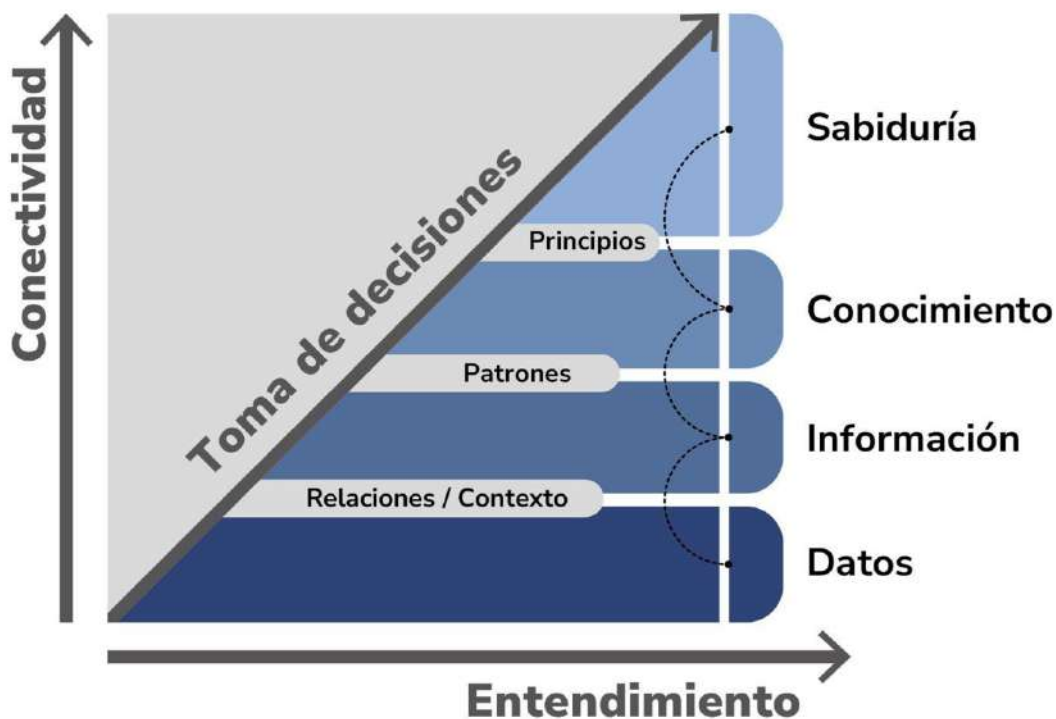 Conectividad
Toma de decisiones
Sabiduría
Principios
Conocimiento
Patrones
Información
Relaciones / Contexto
Datos
Entendimiento